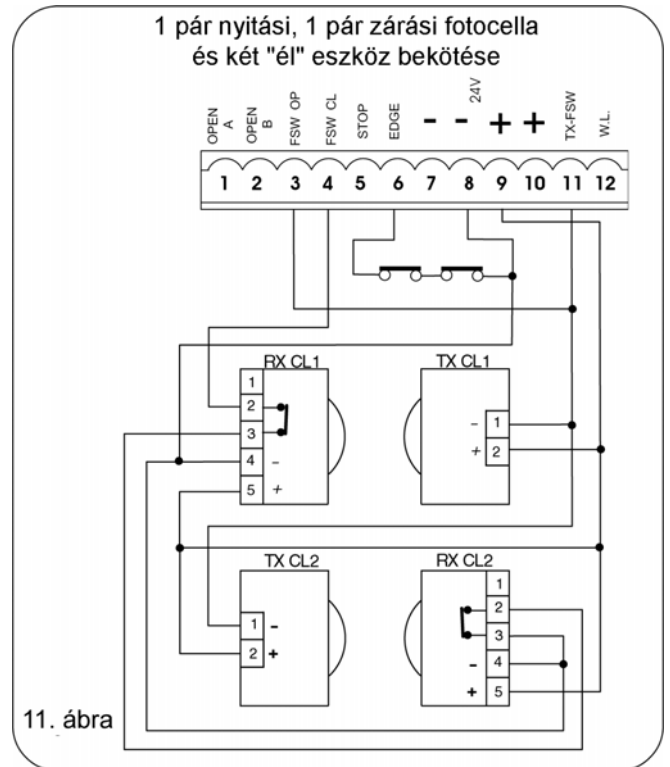 1 pár nyitási, 1 pár zárási fotocella
és két "él" eszköz bekötése
OPEN A
OPEN B
FSW OP
FSW CL
STOP
EDGE
-
-
24V
+
+
TX-FSW
W.L.
1 2 3 4 5 6 7 8 9 10 11 12
RX CL1
1
2
3
4 -
5 +
TX CL1
- 1
+ 2
TX CL2
1 -
2 +
RX CL2
1
2
3
- 4
+ 5
11. ábra